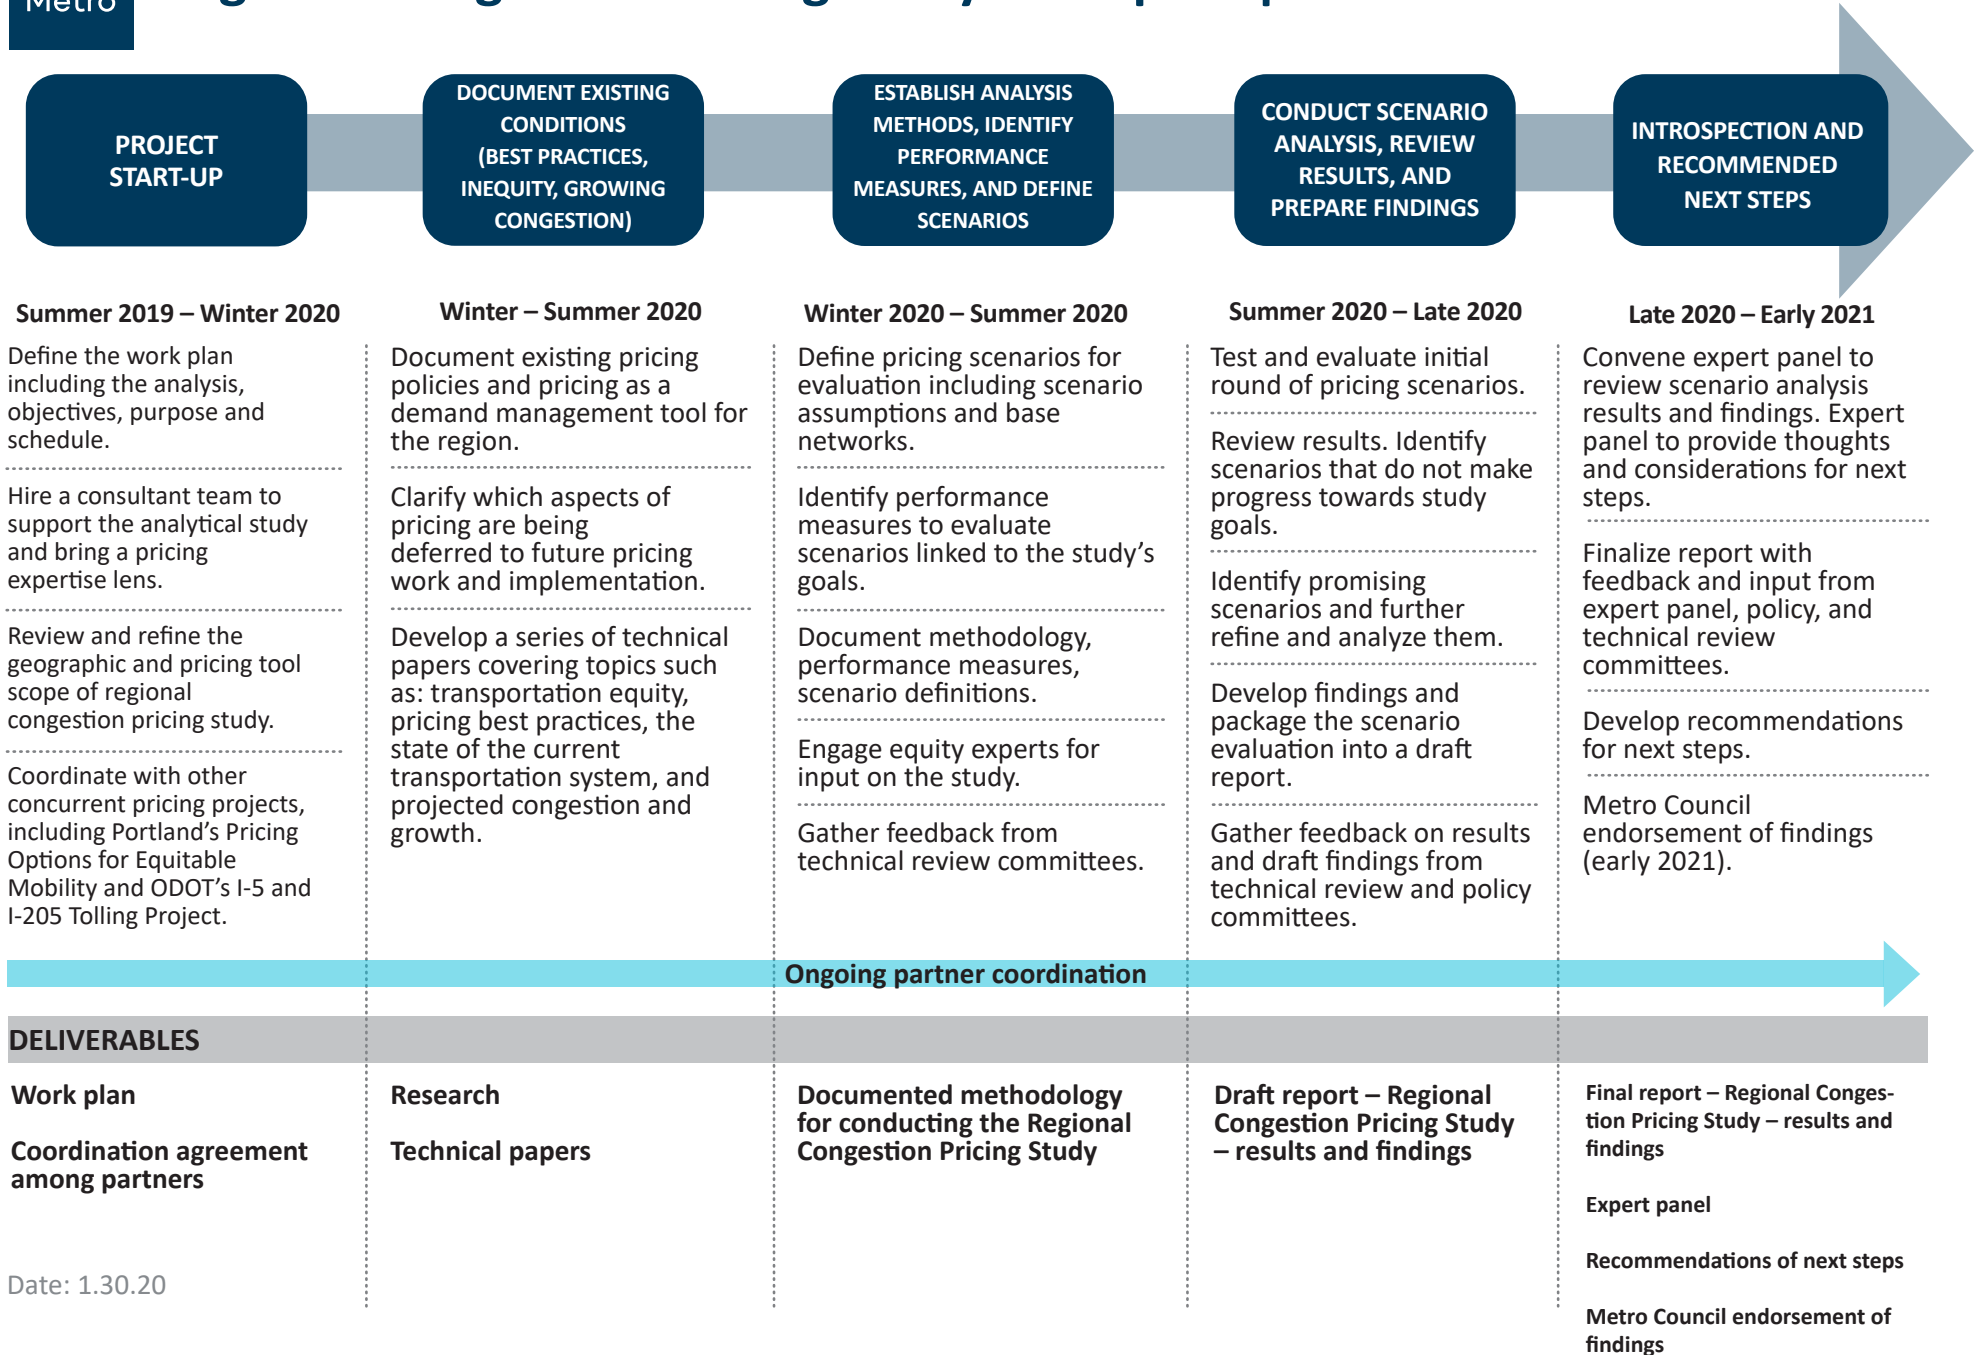 Metro
PROJECT
START-UP
DOCUMENT EXISTING
CONDITIONS
(BEST PRACTICES,
INEQUITY, GROWING
CONGESTION)
ESTABLISH ANALYSIS
METHODS, IDENTIFY
PERFORMANCE
MEASURES, AND DEFINE
SCENARIOS
CONDUCT SCENARIO
ANALYSIS, REVIEW
RESULTS, AND
PREPARE FINDINGS
INTROSPECTION AND
RECOMMENDED
NEXT STEPS
Summer 2019 – Winter 2020
Define the work plan
including the analysis,
objectives, purpose and
schedule.
Hire a consultant team to
support the analytical study
and bring a pricing
expertise lens.
Review and refine the
geographic and pricing tool
scope of regional
congestion pricing study.
Coordinate with other
concurrent pricing projects,
including Portland’s Pricing
Options for Equitable
Mobility and ODOT’s I-5 and
I-205 Tolling Project.
Winter – Summer 2020
Document existing pricing
policies and pricing as a
demand management tool for
the region.
Clarify which aspects of
pricing are being
deferred to future pricing
work and implementation.
Develop a series of technical
papers covering topics such
as: transportation equity,
pricing best practices, the
state of the current
transportation system, and
projected congestion and
growth.
Winter 2020 – Summer 2020
Define pricing scenarios for
evaluation including scenario
assumptions and base
networks.
Identify performance
measures to evaluate
scenarios linked to the study’s
goals.
Document methodology,
performance measures,
scenario definitions.
Engage equity experts for
input on the study.
Gather feedback from
technical review committees.
Summer 2020 – Late 2020
Test and evaluate initial
round of pricing scenarios.
Review results. Identify
scenarios that do not make
progress towards study
goals.
Identify promising
scenarios and further
refine and analyze them.
Develop findings and
package the scenario
evaluation into a draft
report.
Gather feedback on results
and draft findings from
technical review and policy
committees.
Late 2020 – Early 2021
Convene expert panel to
review scenario analysis
results and findings. Expert
panel to provide thoughts
and considerations for next
steps.
Finalize report with
feedback and input from
expert panel, policy, and
technical review
committees.
Develop recommendations
for next steps.
Metro Council
endorsement of findings
(early 2021).
Ongoing partner coordination
DELIVERABLES
Work plan
Coordination agreement
among partners
Research
Technical papers
Documented methodology
for conducting the Regional
Congestion Pricing Study
Draft report – Regional
Congestion Pricing Study
– results and findings
Final report – Regional Conges-
tion Pricing Study – results and
findings
Expert panel
Recommendations of next steps
Metro Council endorsement of
findings
Date: 1.30.20